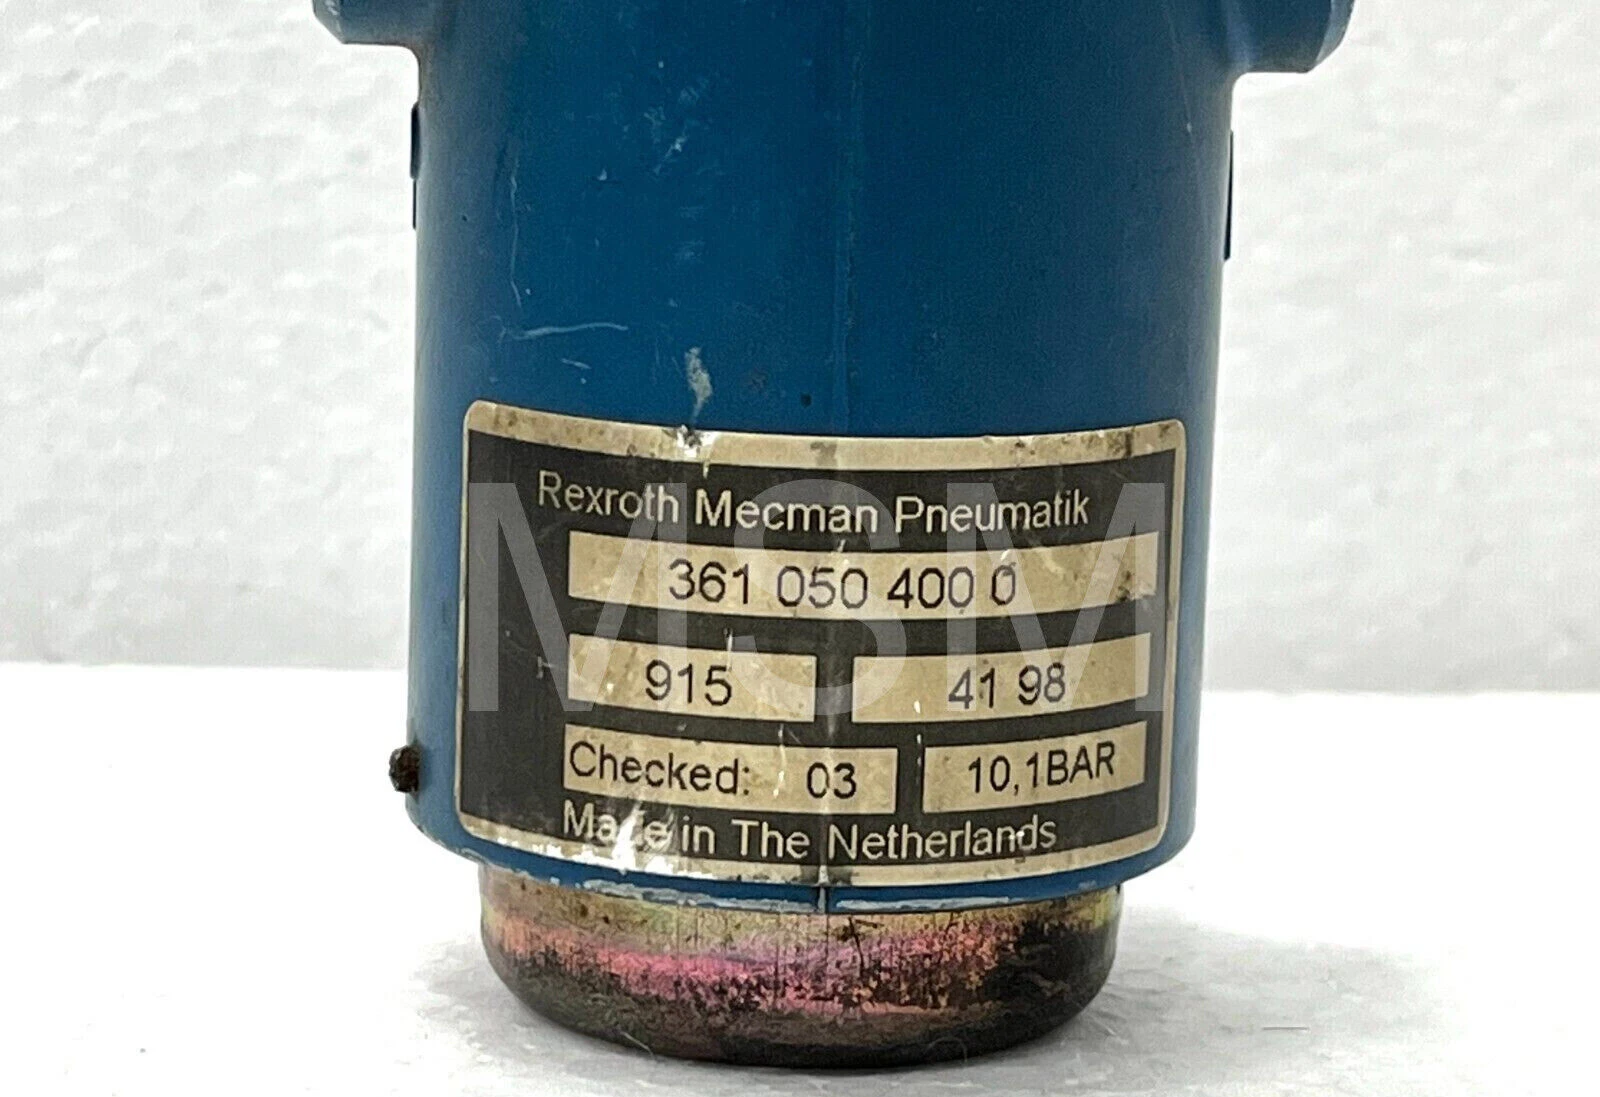 Rexroth Mecman Pneumatik
361 050 400 0
915 41 98
Checked: 03 10,1BAR
Made in The Netherlands
MSM